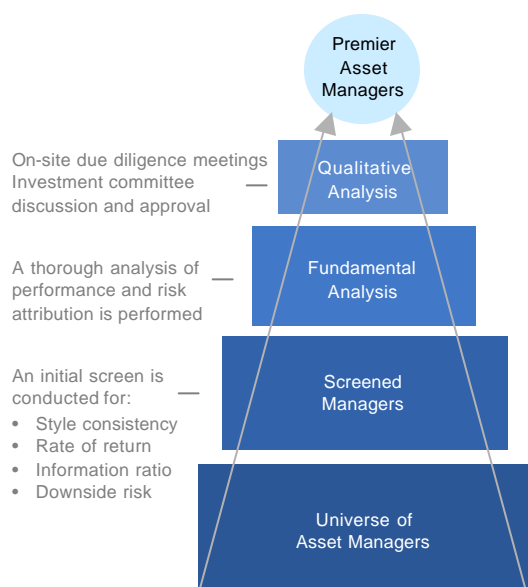 Premier
Asset
Managers
On-site due diligence meetings
Investment committee
discussion and approval
Qualitative
Analysis
A thorough analysis of
performance and risk
attribution is performed
Fundamental
Analysis
An initial screen is
conducted for:
• Style consistency
• Rate of return
• Information ratio
• Downside risk
Screened
Managers
Universe of
Asset Managers